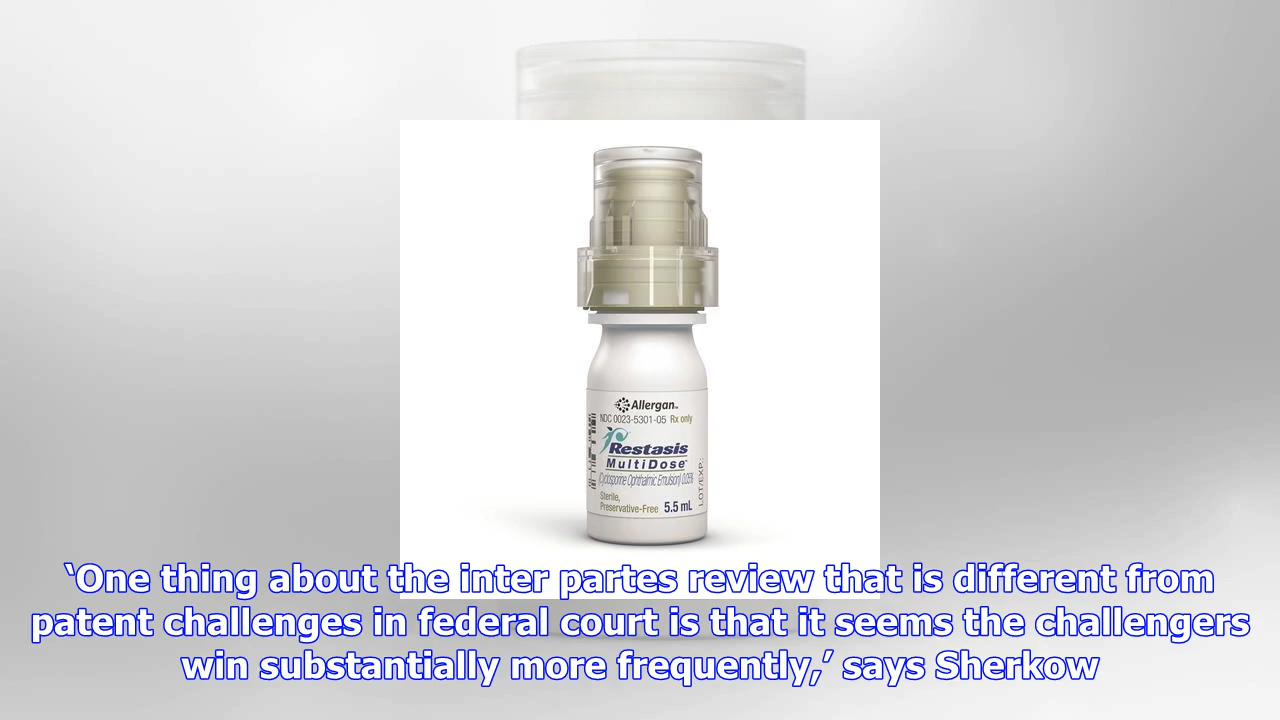 Allergan™
NDC 0023-5301-05 Rx only
Restasis
MultiDose™
(Cyclosporine Ophthalmic Emulsion) 0.05%
Sterile,
Preservative-Free 5.5 mL
LOT/EXP:
‘One thing about the inter partes review that is different from
patent challenges in federal court is that it seems the challengers
win substantially more frequently,’ says Sherkow